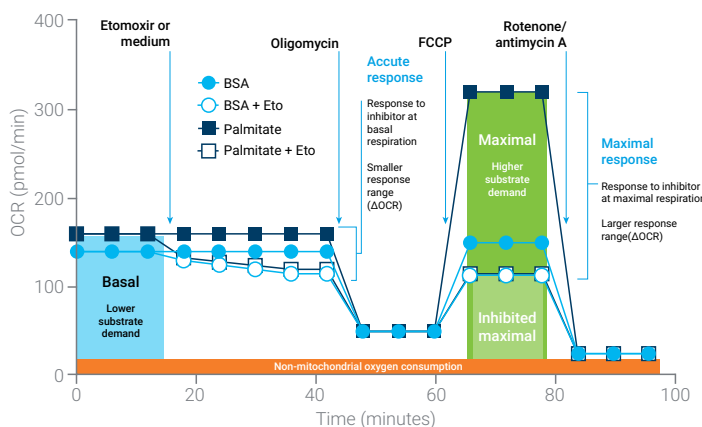 400
300
200
100
0
OCR (pmol/min)
0
20
40
60
80
100
Time (minutes)
Etomoxir or
medium
Oligomycin
FCCP
Rotenone/
antimycin A
BSA
BSA + Eto
Palmitate
Palmitate + Eto
Accute
response
Response to
inhibitor at
basal
respiration
Smaller
response
range
(ΔOCR)
Maximal
Higher
substrate
demand
Inhibited
maximal
Maximal
response
Response to inhibitor
at maximal respiration
Larger response
range(ΔOCR)
Basal
Lower
substrate
demand
Non-mitochondrial oxygen consumption